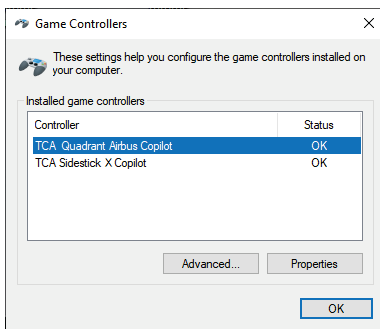 Game Controllers
These settings help you configure the game controllers installed on
your computer.
Installed game controllers
Controller Status
TCA Quadrant Airbus Copilot OK
TCA Sidestick X Copilot OK
Advanced... Properties
OK